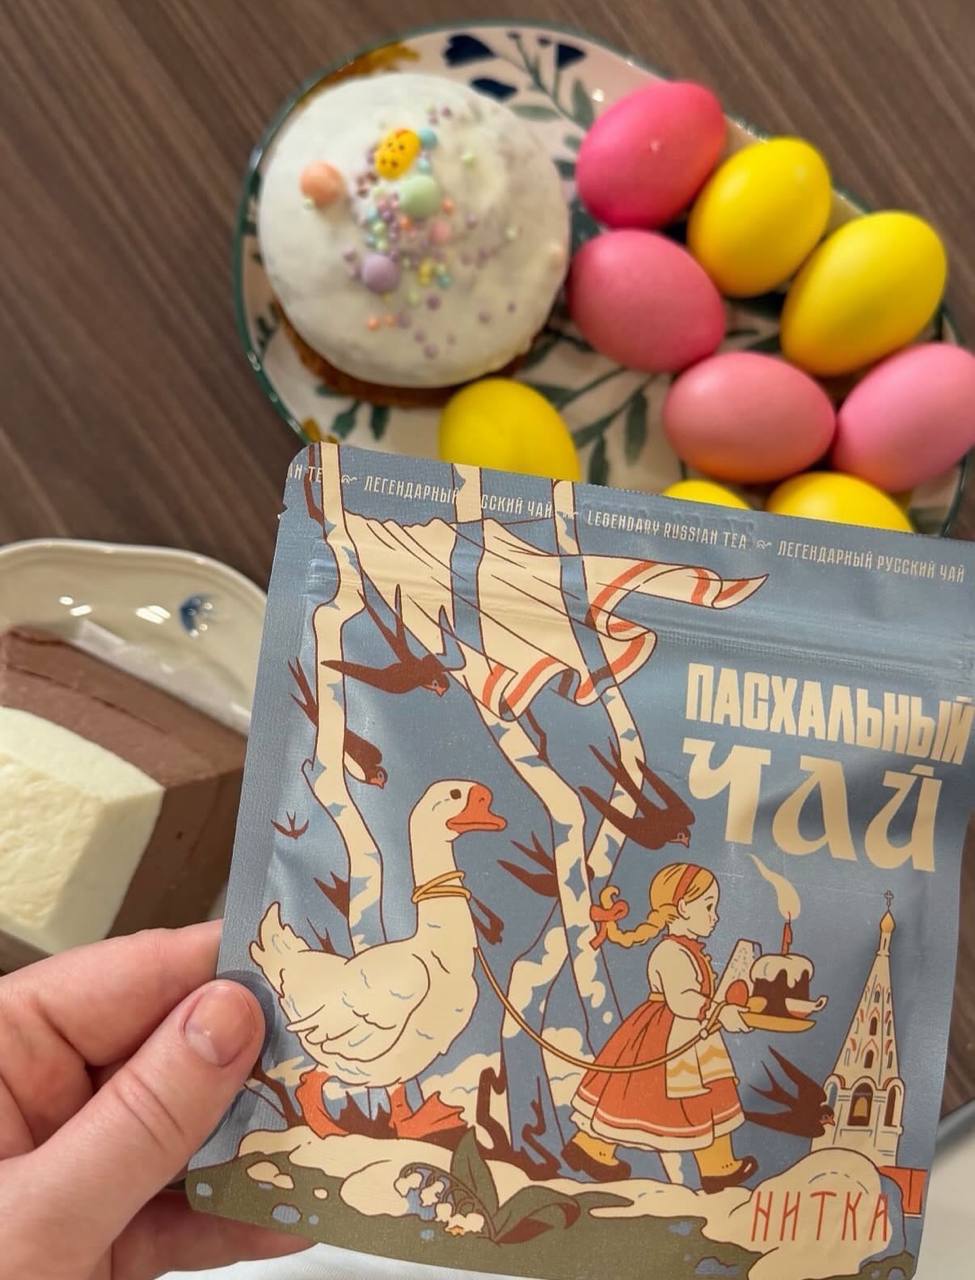 ЛЕГЕНДАРНЫЙ РУССКИЙ ЧАЙ LEGENDARY RUSSIAN TEA ЛЕГЕНДАРНЫЙ РУССКИЙ ЧАЙ
ПАСХАЛЬНЫЙ
ЧАЙ
НИТКА